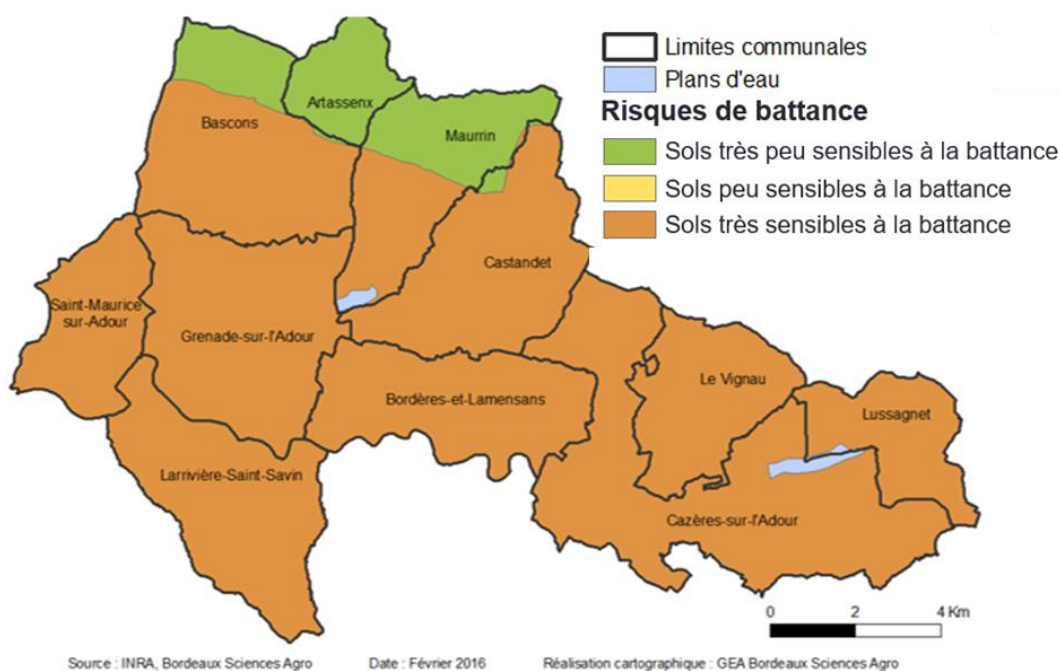 Limites communales
Plans d'eau
Risques de battance
Sols très peu sensibles à la battance
Sols peu sensibles à la battance
Sols très sensibles à la battance
Artassenx
Bascons
Maurrin
Castandet
Saint-Maurice
sur-Adour
Grenade-sur-l'Adour
Le Vignau
Bordères-et-Lamensans
Lussagnet
Larrivière-Saint-Savin
Cazères-sur-l'Adour
0 2 4 Km
Source : INRA, Bordeaux Sciences Agro Date : Février 2016 Réalisation cartographique : GEA Bordeaux Sciences Agro